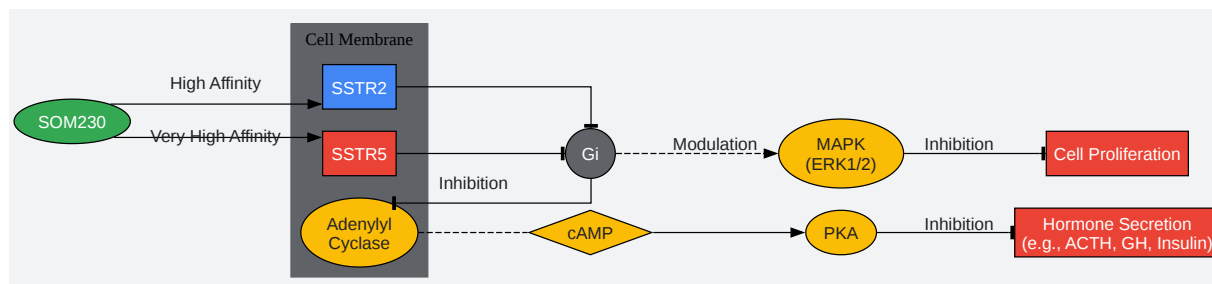 Cell Membrane
High Affinity
SSTR2
SOM230
Very High Affinity
SSTR5
Gi
Modulation
MAPK
(ERK1/2)
Inhibition
Cell Proliferation
Inhibition
Adenylyl
Cyclase
cAMP
PKA
Inhibition
Hormone Secretion
(e.g., ACTH, GH, Insulin)